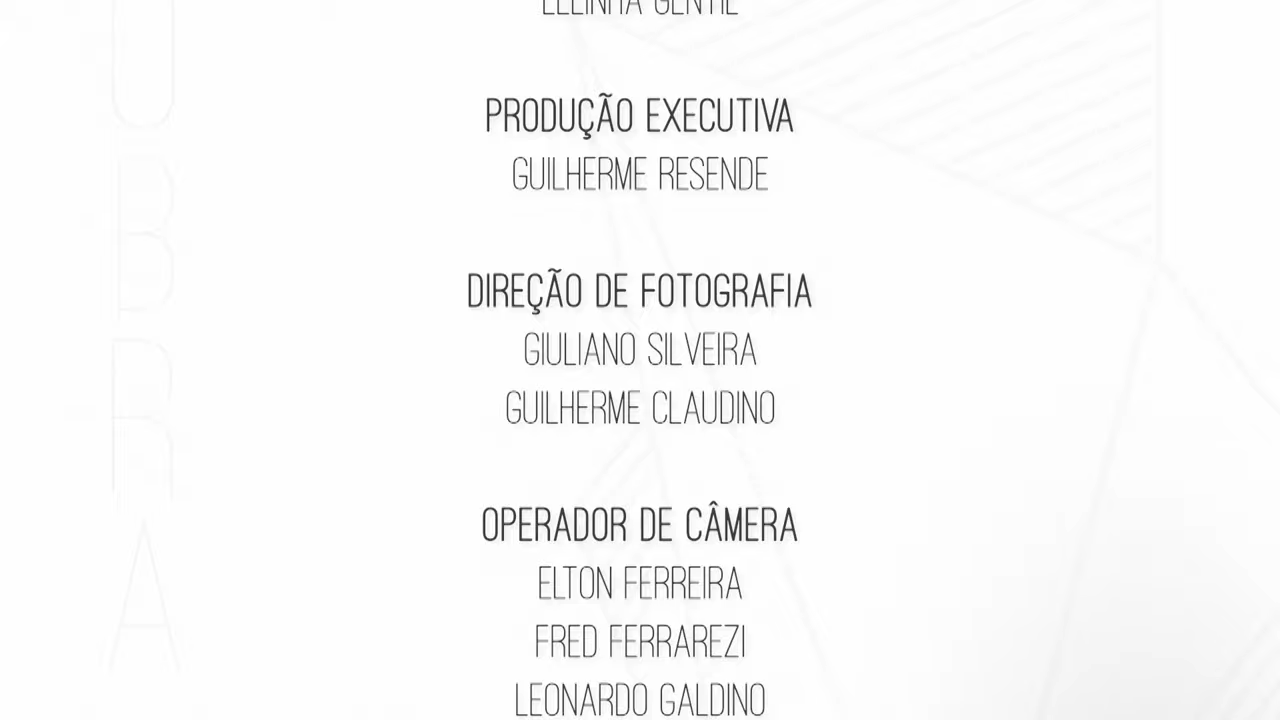 PRODUÇÃO EXECUTIVA
GUILHERME RESENDE
DIREÇÃO DE FOTOGRAFIA
GIULIANO SILVEIRA
GUILHERME CLAUDINO
OPERADOR DE CÂMERA
ELTON FERREIRA
FRED FERRAREZI
LEONARDO GALDINO